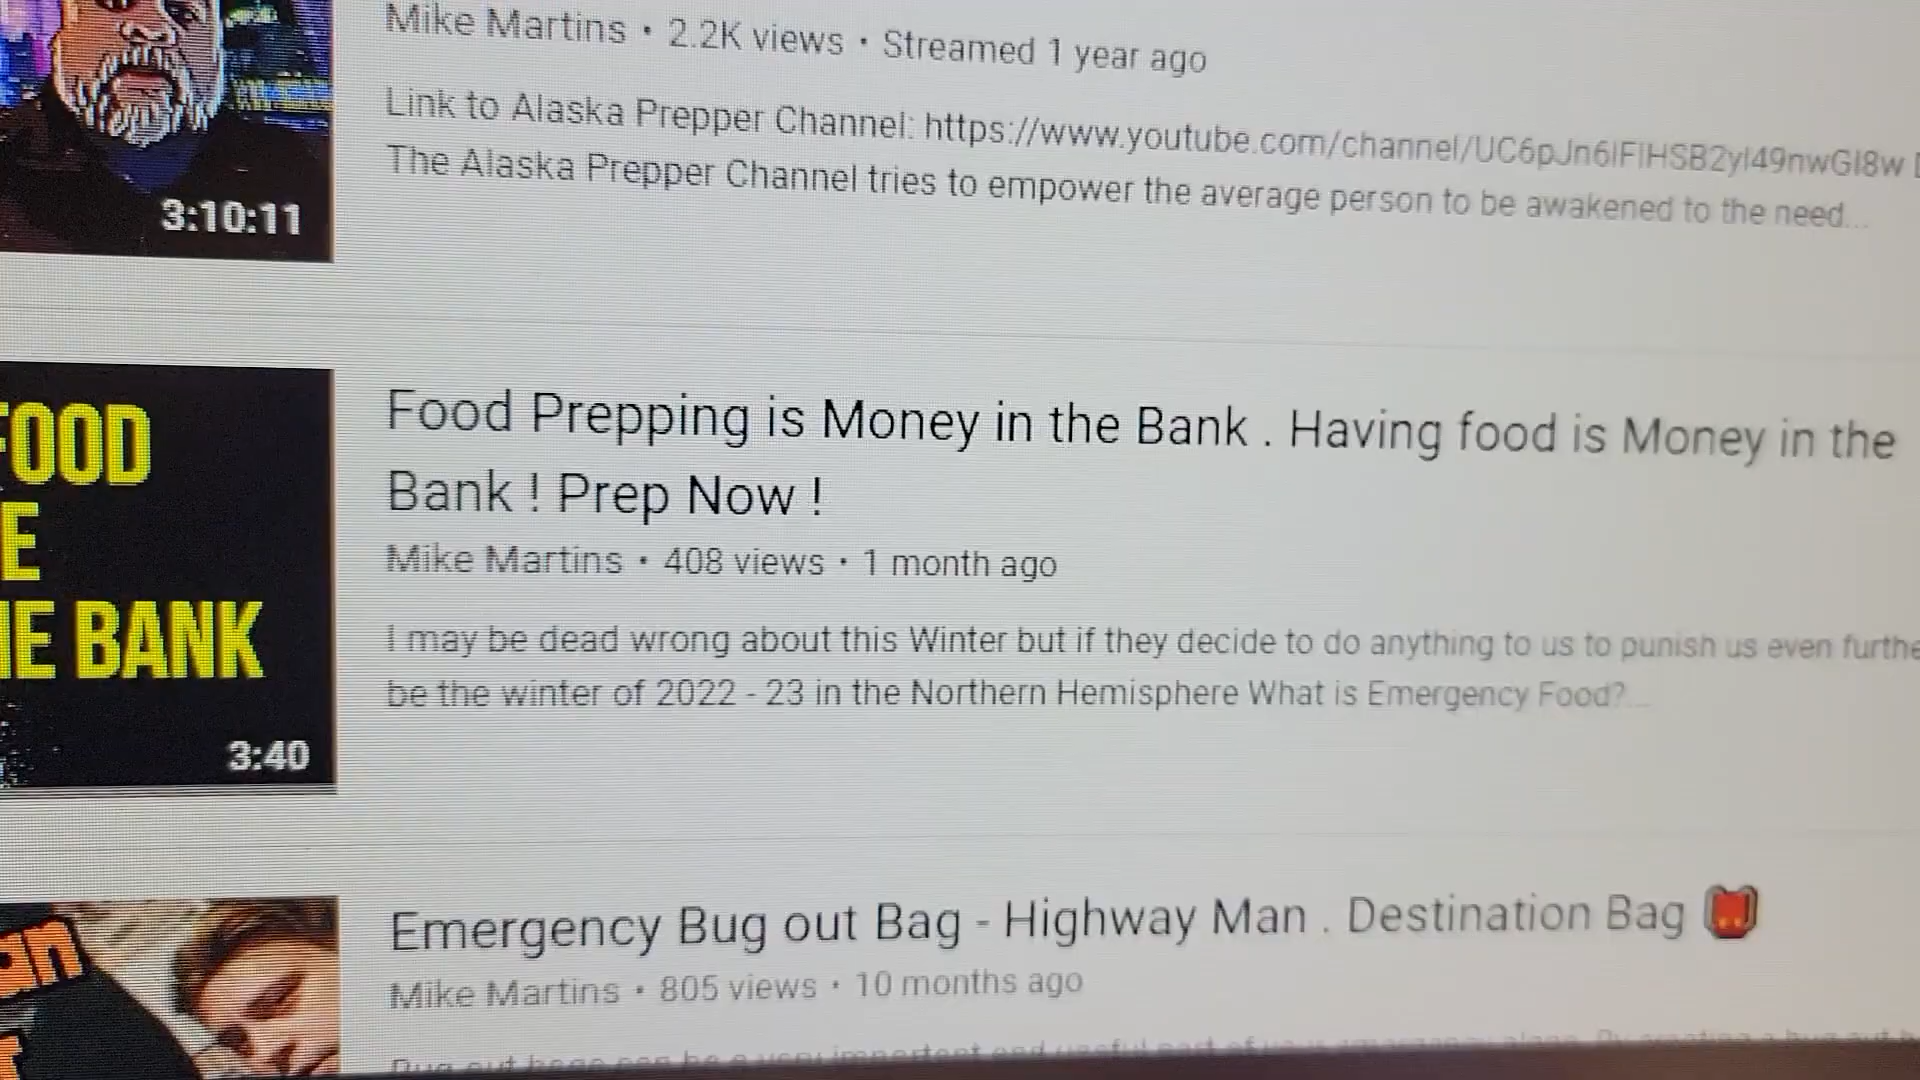 Mike Martins • 2.2K views • Streamed 1 year ago
Link to Alaska Prepper Channel: https://www.youtube.com/channel/UC6pJn6lFlHSB2yl49nwGl8w
The Alaska Prepper Channel tries to empower the average person to be awakened to the need...
3:10:11
Food Prepping is Money in the Bank . Having food is Money in the
Bank ! Prep Now !
Mike Martins • 408 views • 1 month ago
I may be dead wrong about this Winter but if they decide to do anything to us to punish us even furthe
be the winter of 2022 - 23 in the Northern Hemisphere What is Emergency Food?...
FOOD
E
HE BANK
3:40
Emergency Bug out Bag - Highway Man . Destination Bag 🎒
Mike Martins • 805 views • 10 months ago
an